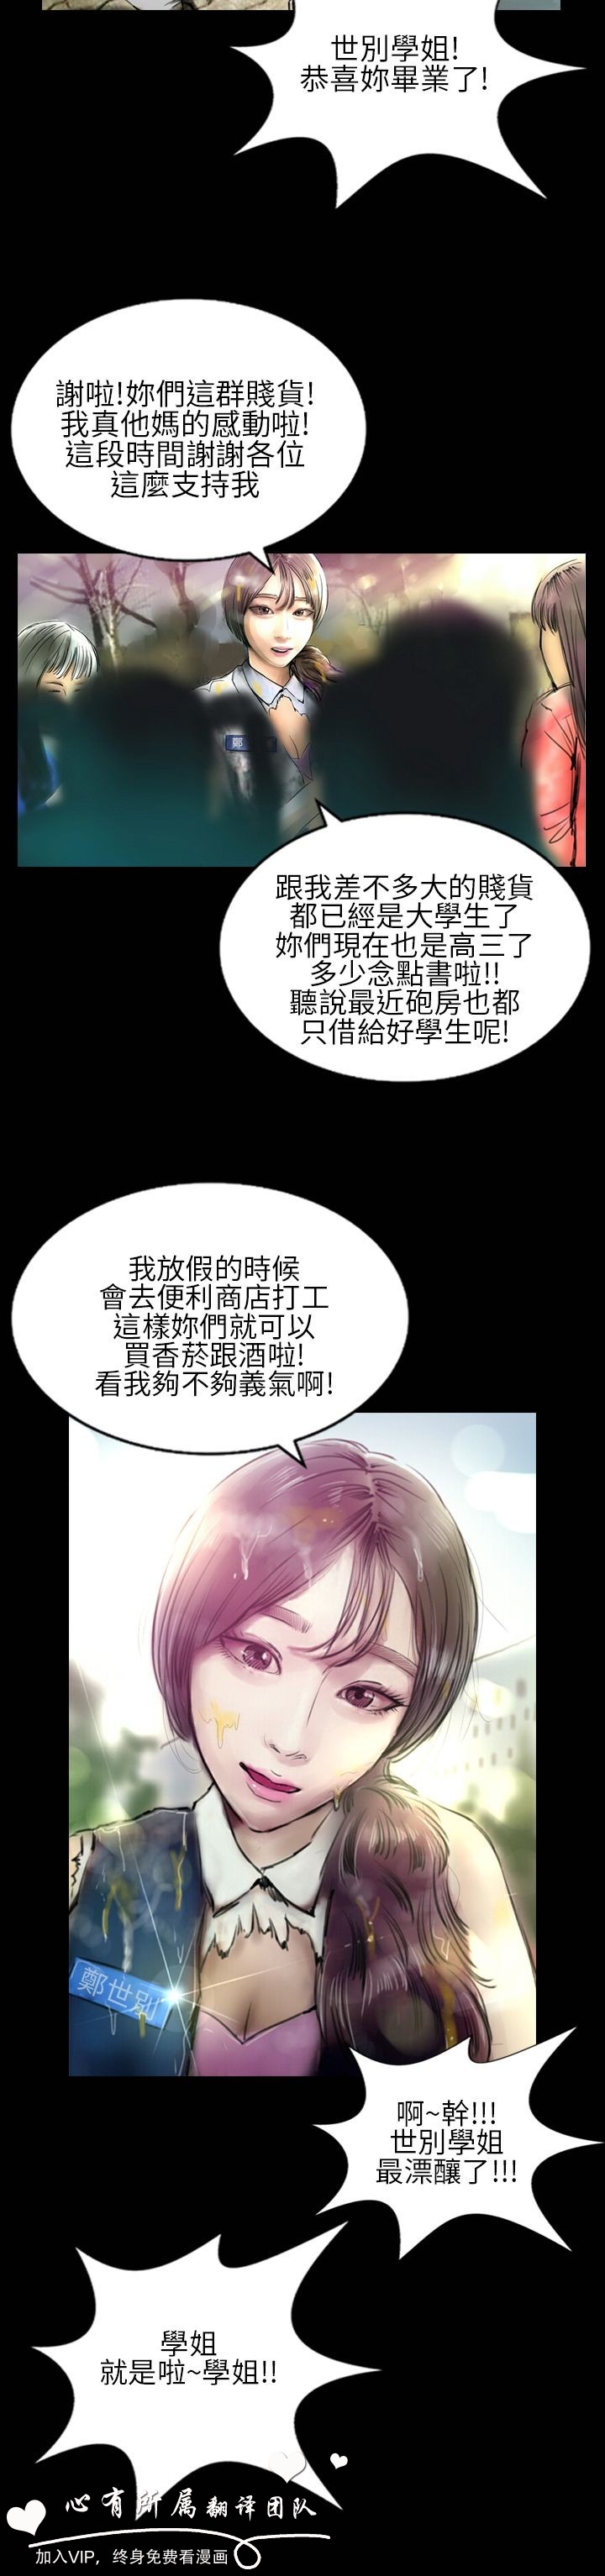 世別學姐!
恭喜妳畢業了!
謝啦!妳們這群賤貨!
我真他媽的感動啦!
這段時間謝謝各位
這麼支持我
鄭
跟我差不多大的賤貨
都已經是大學生了
妳們現在也是高三了
多少念點書啦!!
聽說最近砲房也都
只借給好學生呢!
我放假的時候
會去便利商店打工
這樣妳們就可以
買香菸跟酒啦!
看我夠不夠義氣啊!
鄭世別
啊~幹!!!
世別學姐
最漂釀了!!!
學姐
就是啦~學姐!!
心有所属翻译团队
加入VIP，终身免费看漫画